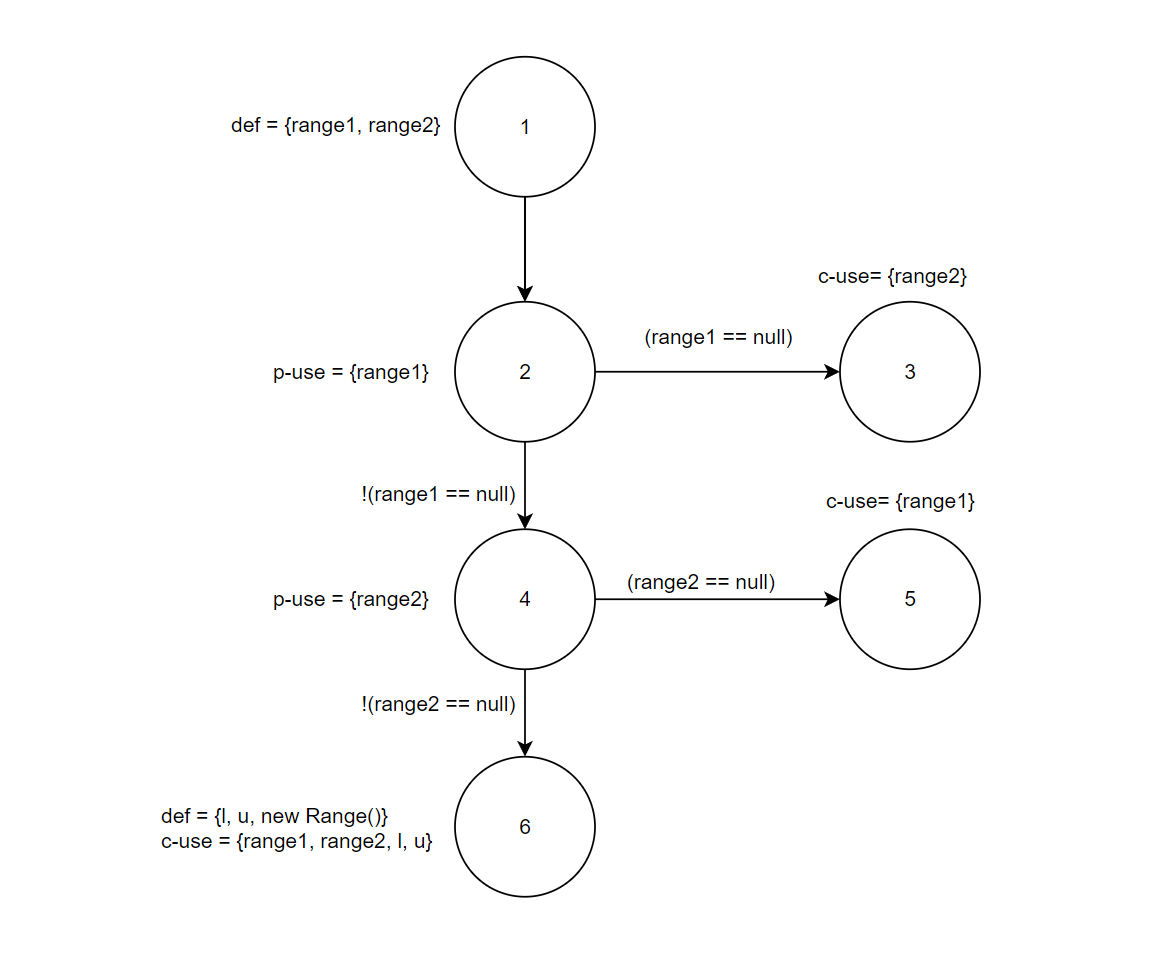 def = {range1, range2}
1
c-use= {range2}
(range1 == null)
p-use = {range1}
2
3
!(range1 == null)
c-use= {range1}
(range2 == null)
p-use = {range2}
4
5
!(range2 == null)
def = {l, u, new Range()}
c-use = {range1, range2, l, u}
6